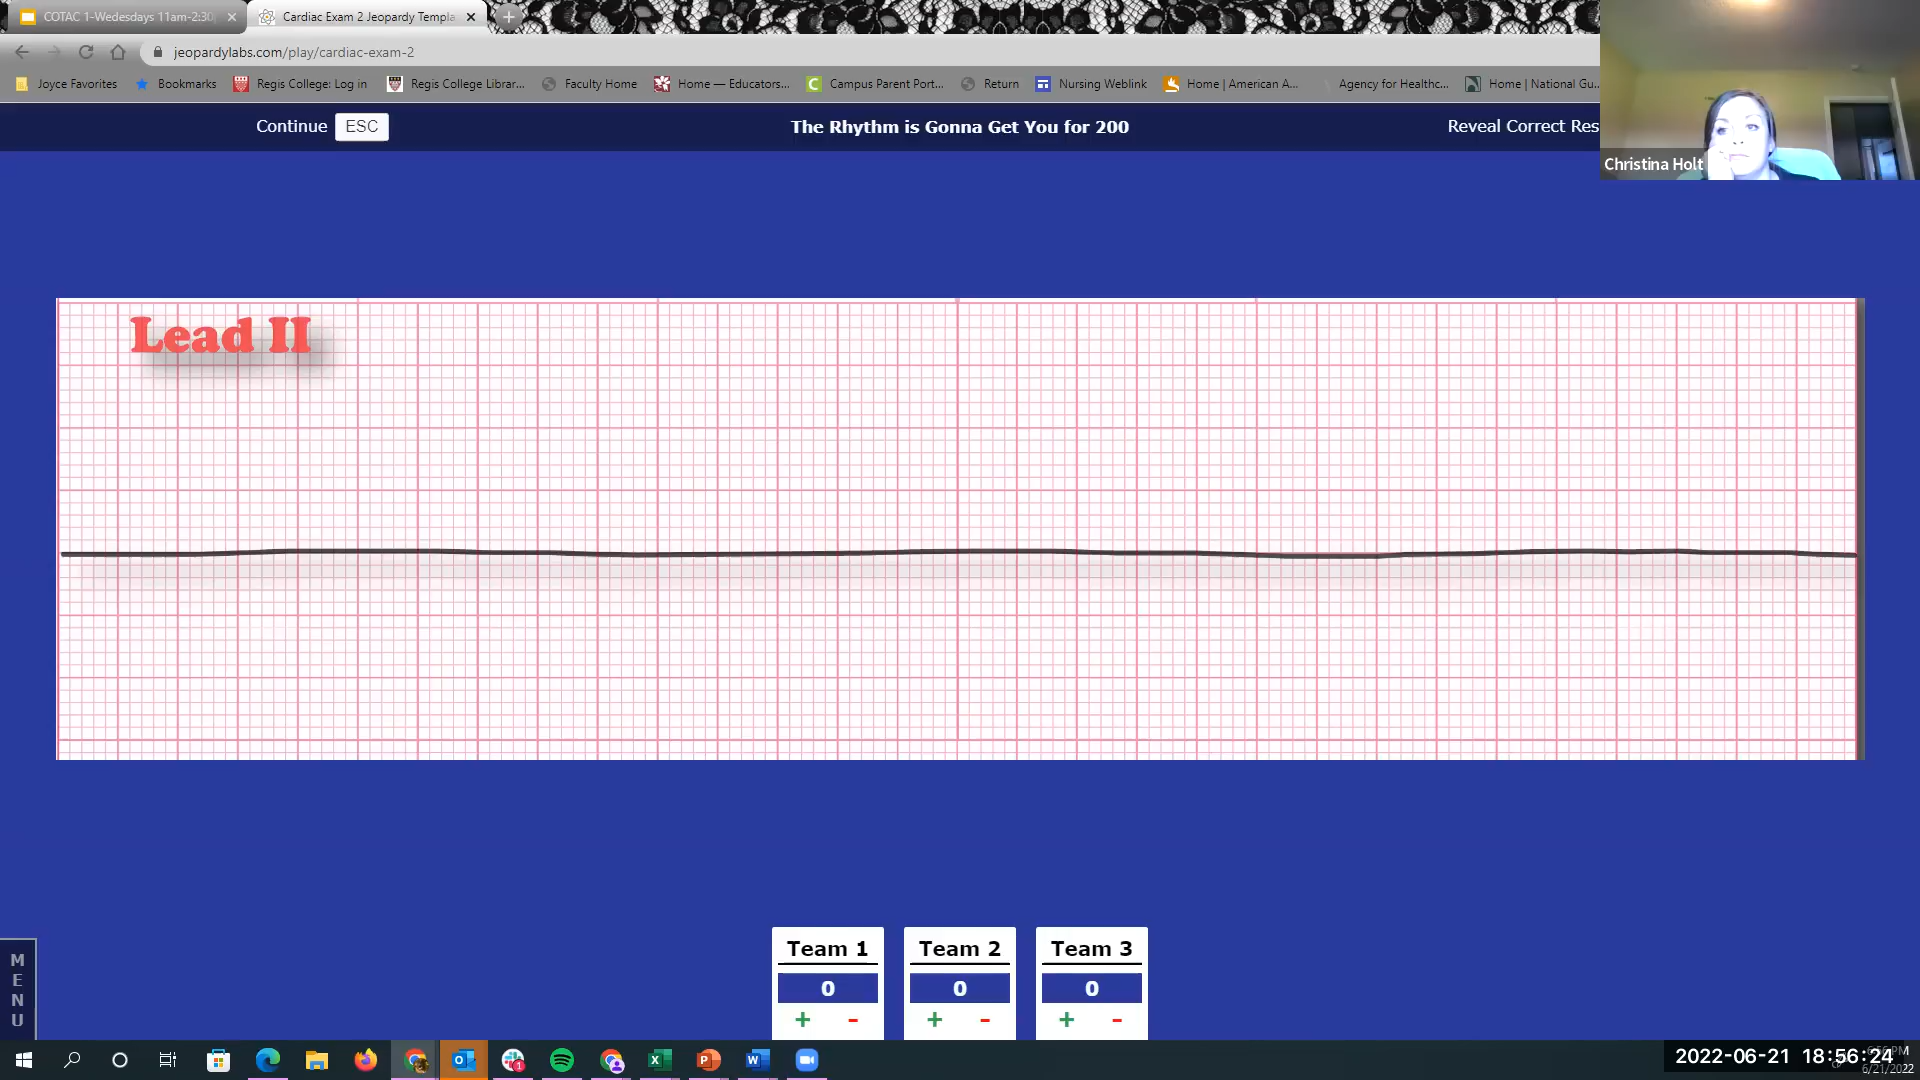 COTAC 1-Wedesdays 11am-2:30
Cardiac Exam 2 Jeopardy Templa
jeopardylabs.com/play/cardiac-exam-2
Joyce Favorites
Bookmarks
Regis College: Log in
Regis College Librar...
Faculty Home
Home — Educators...
Campus Parent Port...
Return
Nursing Weblink
Home | American A...
Agency for Healthc...
Home | National Gu...
Christina Holt
Continue ESC
The Rhythm is Gonna Get You for 200
Reveal Correct Res
Lead II
MENU
Team 1
0
+ -
Team 2
0
+ -
Team 3
0
+ -
2022-06-21 18:56:24
6/21/2022